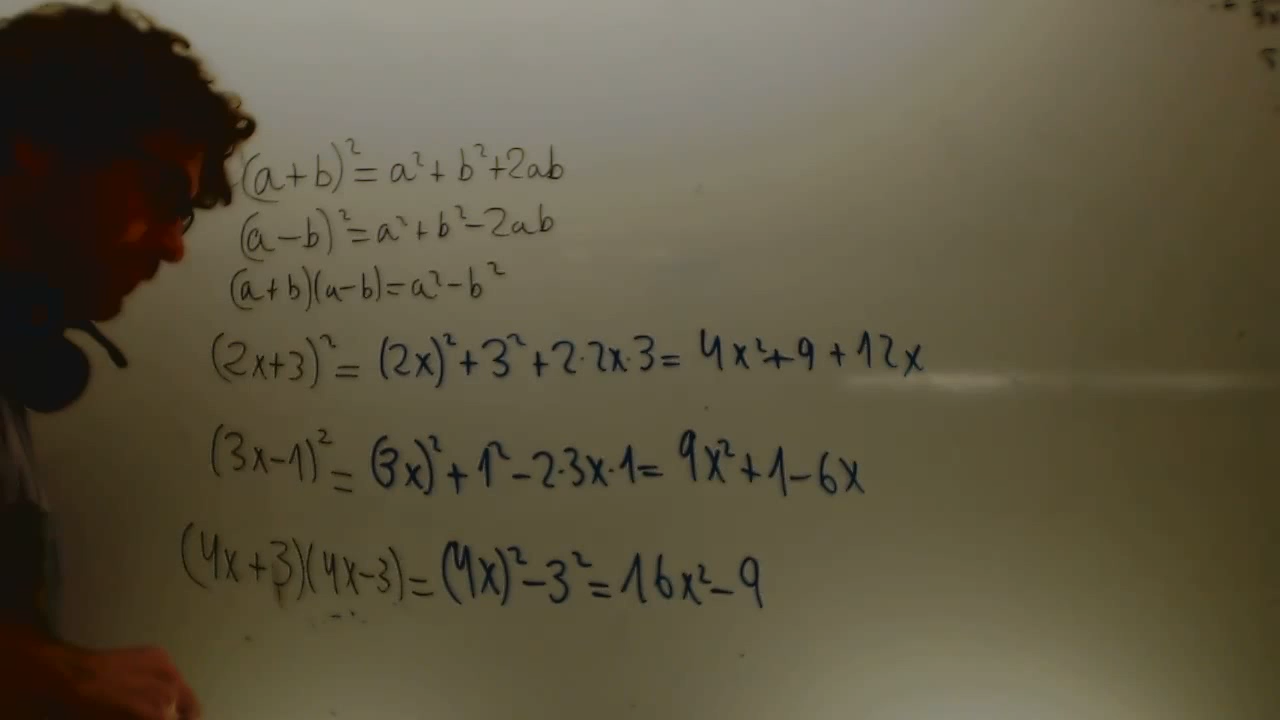 (a+b)²=a²+b²+2ab
(a-b)²=a²+b²-2ab
(a+b)(a-b)=a²-b²
(2x+3)²=(2x)²+3²+2·2x·3=4x²+9+12x
(3x-1)²=(3x)²+1²-2·3x·1=9x²+1-6x
(4x+3)(4x-3)=(4x)²-3²=16x²-9